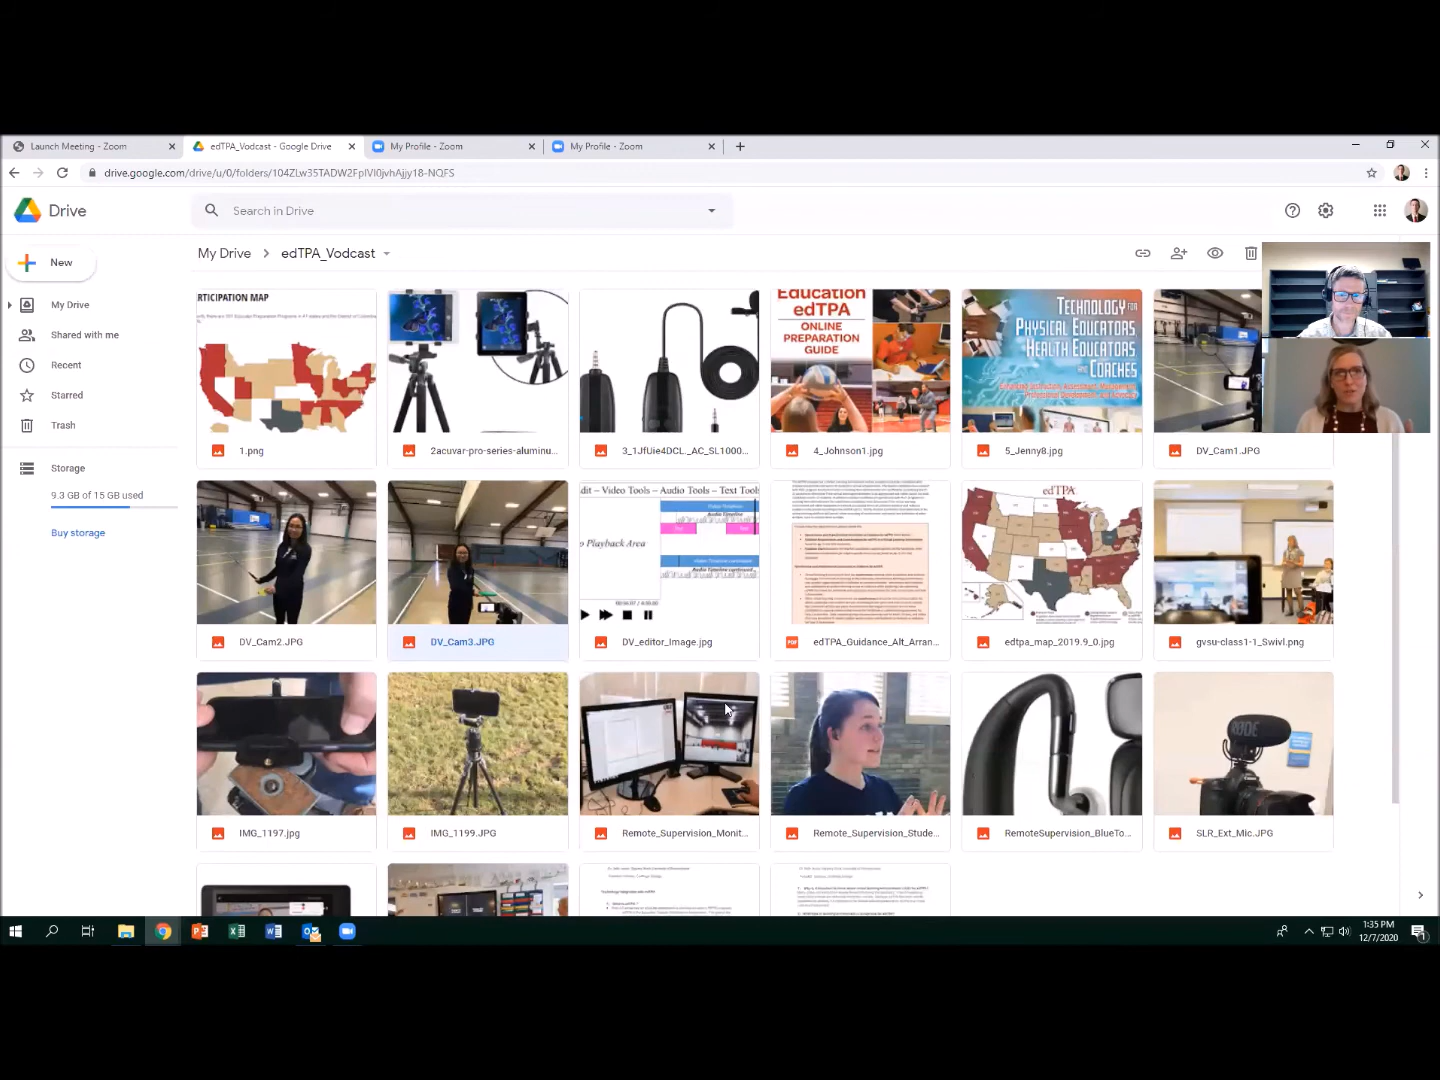 Launch Meeting - Zoom
edTPA_Vodcast - Google Drive
My Profile - Zoom
My Profile - Zoom
drive.google.com/drive/u/0/folders/
Drive
Search in Drive
New
My Drive
Shared with me
Recent
Starred
Trash
Storage
9.3 GB of 15 GB used
Buy storage
My Drive > edTPA_Vodcast
RTICIPATION MAP
Education
edTPA
ONLINE
PREPARATION
GUIDE
TECHNOLOGY FOR
PHYSICAL EDUCATORS,
HEALTH EDUCATORS,
AND COACHES
1.png
2acuvar-pro-series-aluminu...
3_1JfUie4DCL._AC_SL1000...
4_Johnson1.jpg
5_Jenny8.jpg
DV_Cam1.JPG
dit – Video Tools – Audio Tools – Text Tools
o Playback Area
edTPA
DV_Cam2.JPG
DV_Cam3.JPG
DV_editor_Image.jpg
edTPA_Guidance_Alt_Arran...
edtpa_map_2019.9_0.jpg
gvsu-class1-1_Swivl.png
RODE
IMG_1197.jpg
IMG_1199.JPG
Remote_Supervision_Monit...
Remote_Supervision_Stude...
RemoteSupervision_BlueTo...
SLR_Ext_Mic.JPG
1:35 PM
12/7/2020